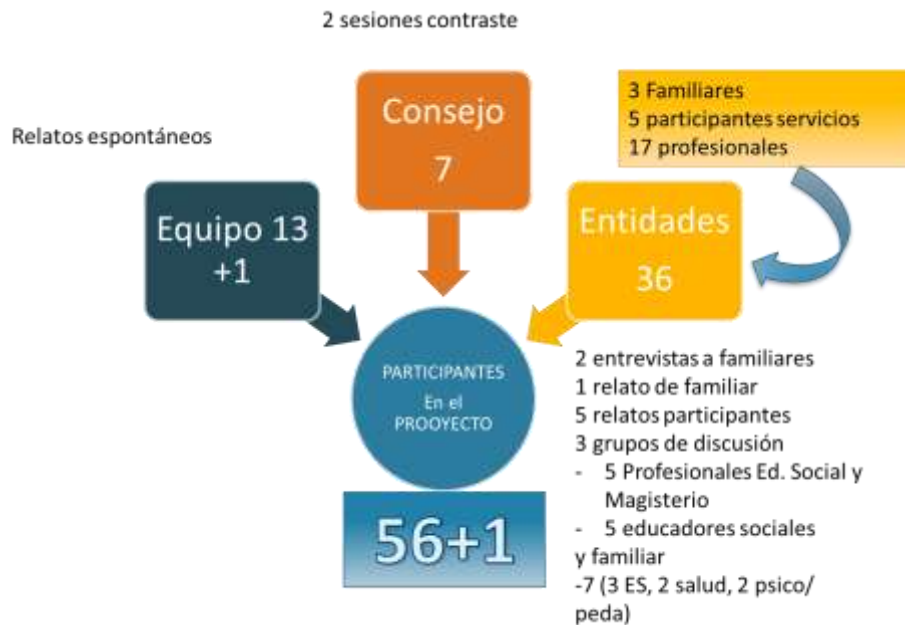 2 sesiones contraste
Relatos espontáneos
Equipo 13
+1
Consejo
7
3 Familiares
5 participantes servicios
17 profesionales
Entidades
36
PARTICIPANTES
En el
PROOYECTO
56+1
2 entrevistas a familiares
1 relato de familiar
5 relatos participantes
3 grupos de discusión
- 5 Profesionales Ed. Social y
Magisterio
- 5 educadores sociales
y familiar
-7 (3 ES, 2 salud, 2 psico/
peda)